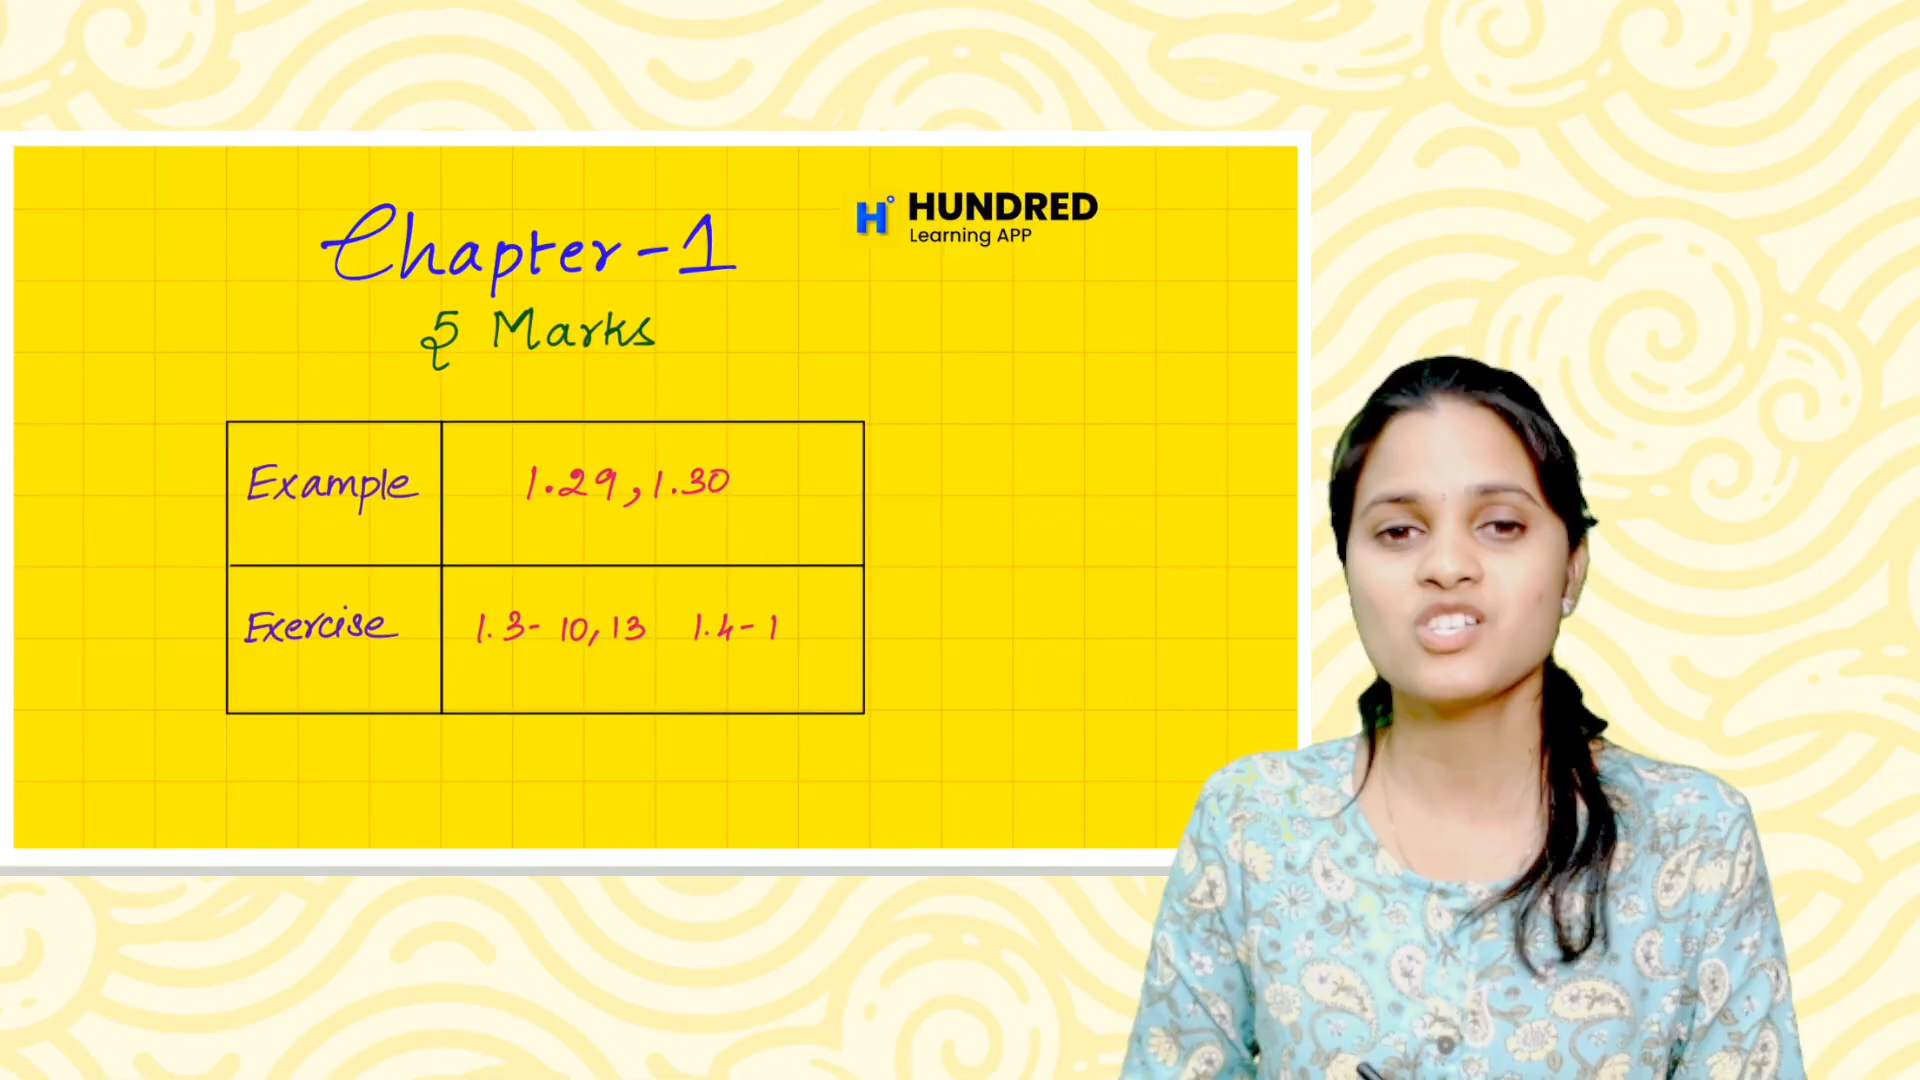 Chapter-1
5 Marks
H° HUNDRED
Learning APP
Example 1.29, 1.30
Exercise 1.3- 10, 13 1.4-1